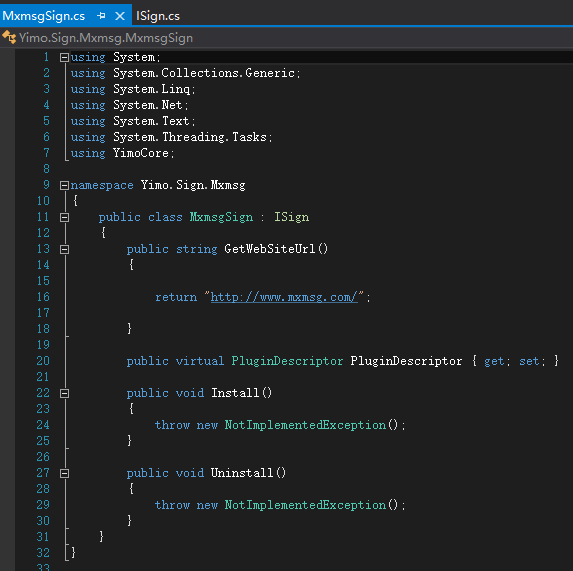 MxmsgSign.cs ISign.cs
Yimo.Sign.Mxmsg.MxmsgSign
1 using System;
2 using System.Collections.Generic;
3 using System.Linq;
4 using System.Net;
5 using System.Text;
6 using System.Threading.Tasks;
7 using YimoCore;
8
9 namespace Yimo.Sign.Mxmsg
10 {
11 public class MxmsgSign : ISign
12 {
13 public string GetWebSiteUrl()
14 {
15
16 return "http://www.mxmsg.com/";
17
18 }
19
20 public virtual PluginDescriptor PluginDescriptor { get; set; }
21
22 public void Install()
23 {
24 throw new NotImplementedException();
25 }
26
27 public void Uninstall()
28 {
29 throw new NotImplementedException();
30 }
31 }
32 }
33